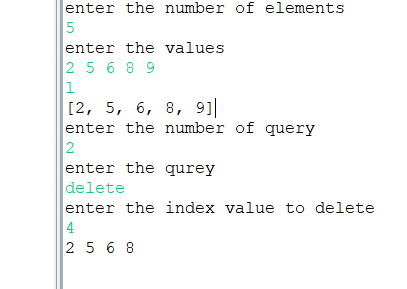 enter the number of elements
5
enter the values
2 5 6 8 9
l
[2, 5, 6, 8, 9]
enter the number of query
2
enter the qurey
delete
enter the index value to delete
4
2 5 6 8